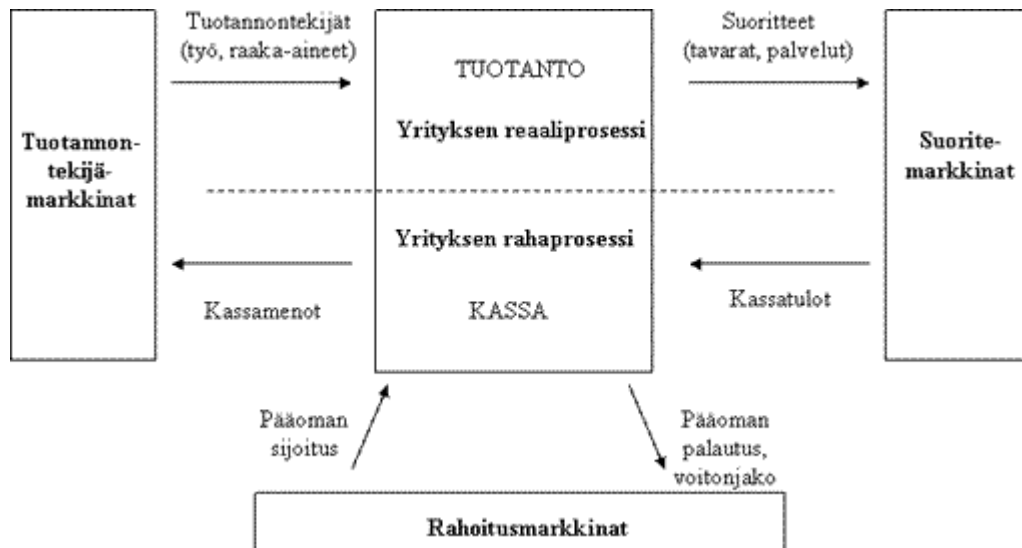 Tuotannontekijät
(työ, raaka-aineet)
TUOTANTO
Suoritteet
(tavarat, palvelut)
Yrityksen reaaliprosessi
Tuotannon-
tekijä-
markkinat
Suorite-
markkinat
Yrityksen rahaprosessi
Kassamenot
KASSA
Kassatulot
Pääoman
sijoitus
Pääoman
palautus,
voitonjako
Rahoitusmarkkinat